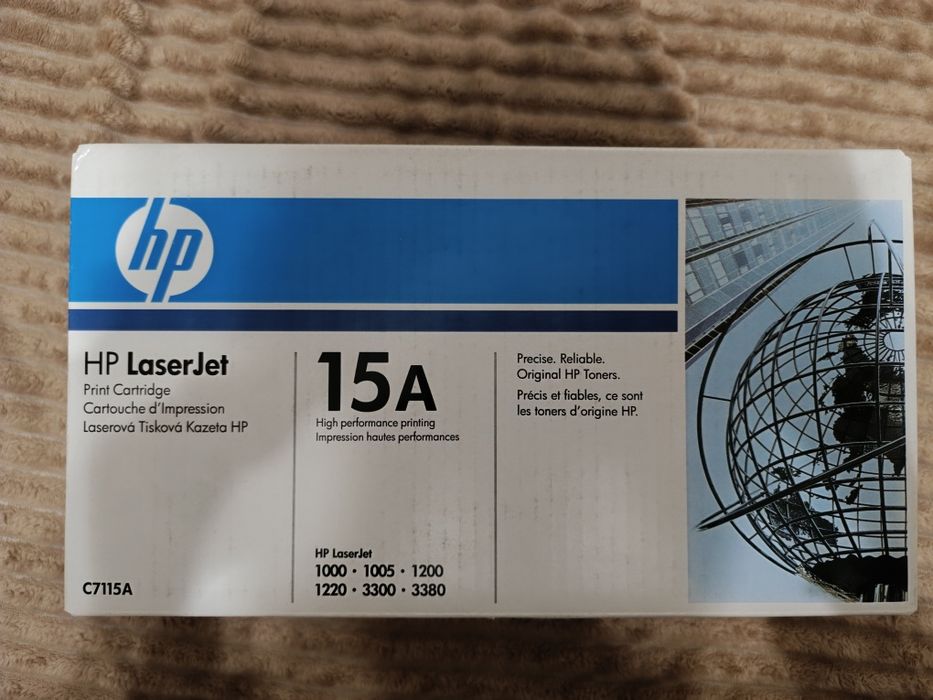 hp
HP LaserJet
Print Cartridge
Cartouche d'Impression
Laserová Tisková Kazeta HP
C7115A
15A
High performance printing
Impression hautes performances
HP LaserJet
1000 • 1005 • 1200
1220 • 3300 • 3380
Precise. Reliable.
Original HP Toners.
Précis et fiables, ce sont
les toners d'origine HP.